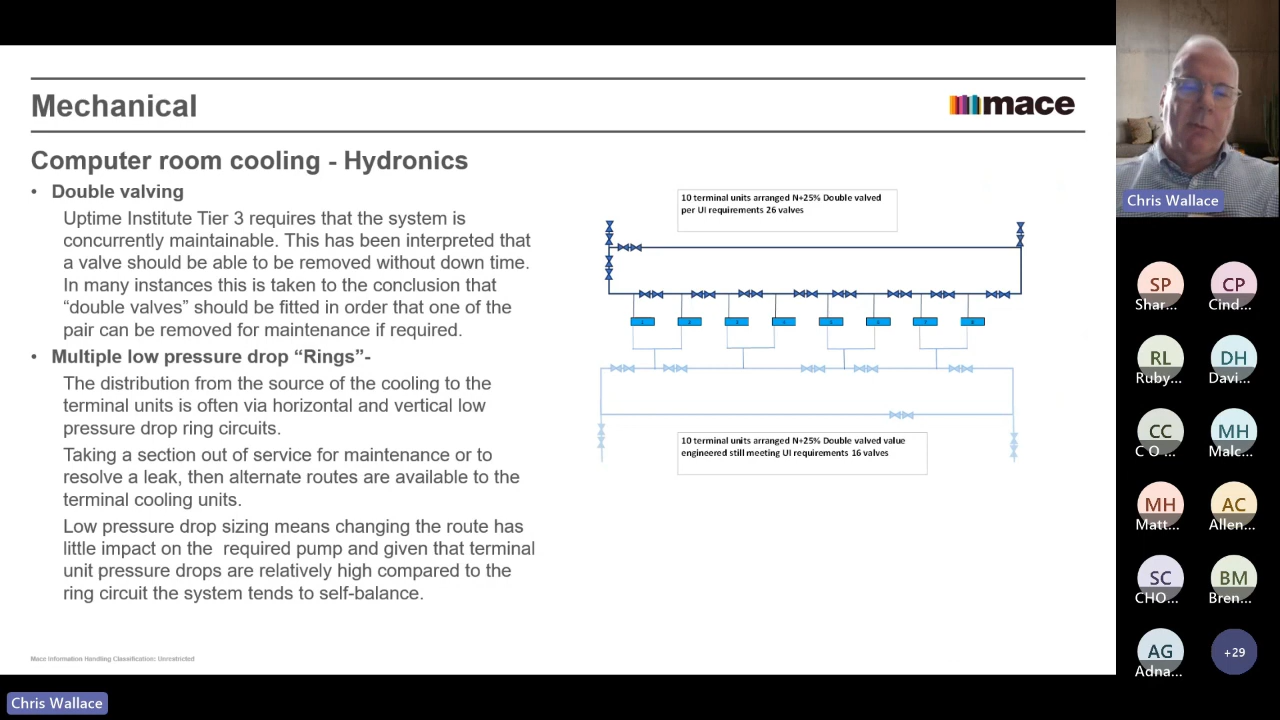 Mechanical
mace
Computer room cooling - Hydronics
• Double valving
Uptime Institute Tier 3 requires that the system is
concurrently maintainable. This has been interpreted that
a valve should be able to be removed without down time.
In many instances this is taken to the conclusion that
“double valves” should be fitted in order that one of the
pair can be removed for maintenance if required.
• Multiple low pressure drop “Rings”-
The distribution from the source of the cooling to the
terminal units is often via horizontal and vertical low
pressure drop ring circuits.
Taking a section out of service for maintenance or to
resolve a leak, then alternate routes are available to the
terminal cooling units.
Low pressure drop sizing means changing the route has
little impact on the required pump and given that terminal
unit pressure drops are relatively high compared to the
ring circuit the system tends to self-balance.
10 terminal units arranged N+25% Double valved
per UI requirements 26 valves
10 terminal units arranged N+25% Double valved value
engineered still meeting UI requirements 16 valves
Mace Information Handling Classification: Unrestricted
Chris Wallace
Chris Wallace
SP
Shar...
CP
Cind...
RL
Ruby...
DH
Davi...
CC
C O ...
MH
Malc...
MH
Matt...
AC
Allen...
SC
CHO...
BM
Bren...
AG
Adna...
+29